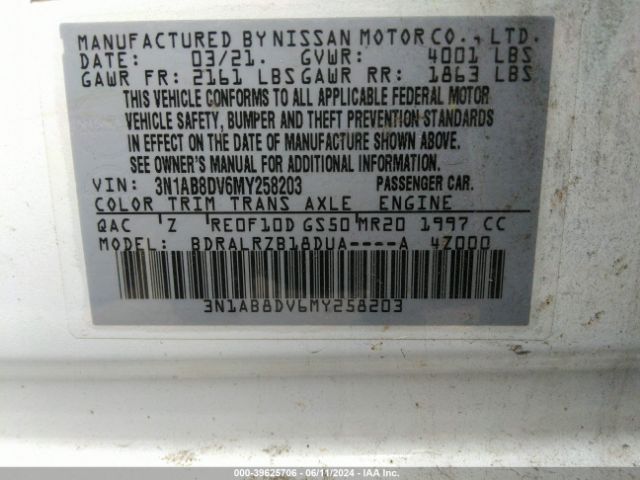 MANUFACTURED BY NISSAN MOTOR CO., LTD.
DATE: 03/21. GVWR: 4001 LBS
GAWR FR: 2161 LBS GAWR RR: 1863 LBS
THIS VEHICLE CONFORMS TO ALL APPLICABLE FEDERAL MOTOR
VEHICLE SAFETY, BUMPER AND THEFT PREVENTION STANDARDS
IN EFFECT ON THE DATE OF MANUFACTURE SHOWN ABOVE.
SEE OWNER'S MANUAL FOR ADDITIONAL INFORMATION.
VIN: 3N1AB8DV6MY258203 PASSENGER CAR.
COLOR TRIM TRANS AXLE ENGINE
QAC Z RE0F10D GS50 MR20 1997 CC
MODEL: BDRALRZB18DUA----A 4Z000
3N1AB8DV6MY258203
000-39625706 - 06/11/2024 - IAA Inc.